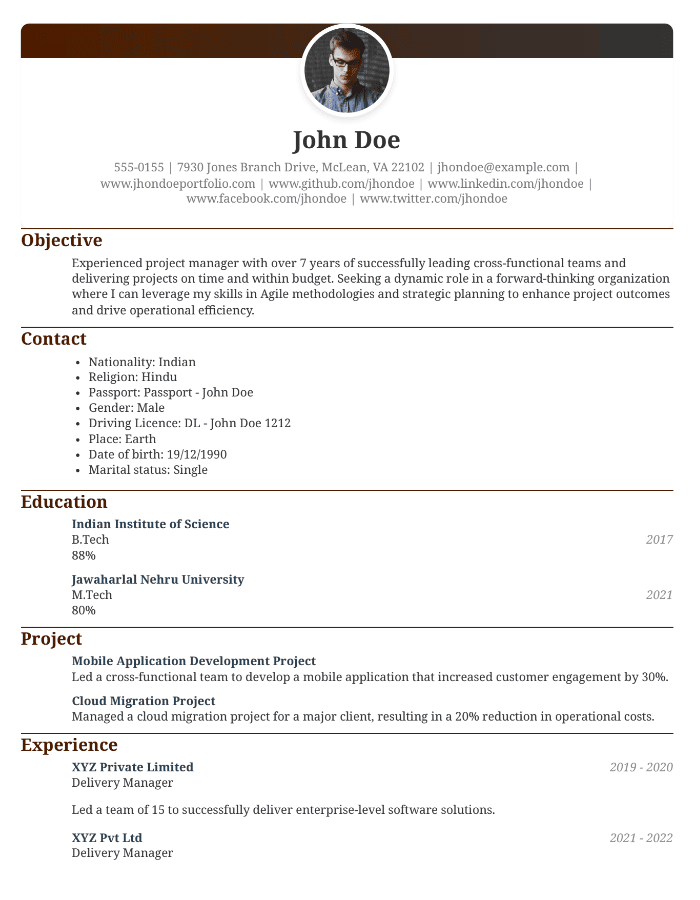 John Doe
555-0155 | 7930 Jones Branch Drive, McLean, VA 22102 | jhondoe@example.com |
www.jhondoeportfolio.com | www.github.com/jhondoe | www.linkedin.com/jhondoe |
www.facebook.com/jhondoe | www.twitter.com/jhondoe
Objective
Experienced project manager with over 7 years of successfully leading cross-functional teams and
delivering projects on time and within budget. Seeking a dynamic role in a forward-thinking organization
where I can leverage my skills in Agile methodologies and strategic planning to enhance project outcomes
and drive operational efficiency.
Contact
• Nationality: Indian
• Religion: Hindu
• Passport: Passport - John Doe
• Gender: Male
• Driving Licence: DL - John Doe 1212
• Place: Earth
• Date of birth: 19/12/1990
• Marital status: Single
Education
Indian Institute of Science
B.Tech 2017
88%
Jawaharlal Nehru University
M.Tech 2021
80%
Project
Mobile Application Development Project
Led a cross-functional team to develop a mobile application that increased customer engagement by 30%.
Cloud Migration Project
Managed a cloud migration project for a major client, resulting in a 20% reduction in operational costs.
Experience
XYZ Private Limited 2019 - 2020
Delivery Manager
Led a team of 15 to successfully deliver enterprise-level software solutions.
XYZ Pvt Ltd 2021 - 2022
Delivery Manager